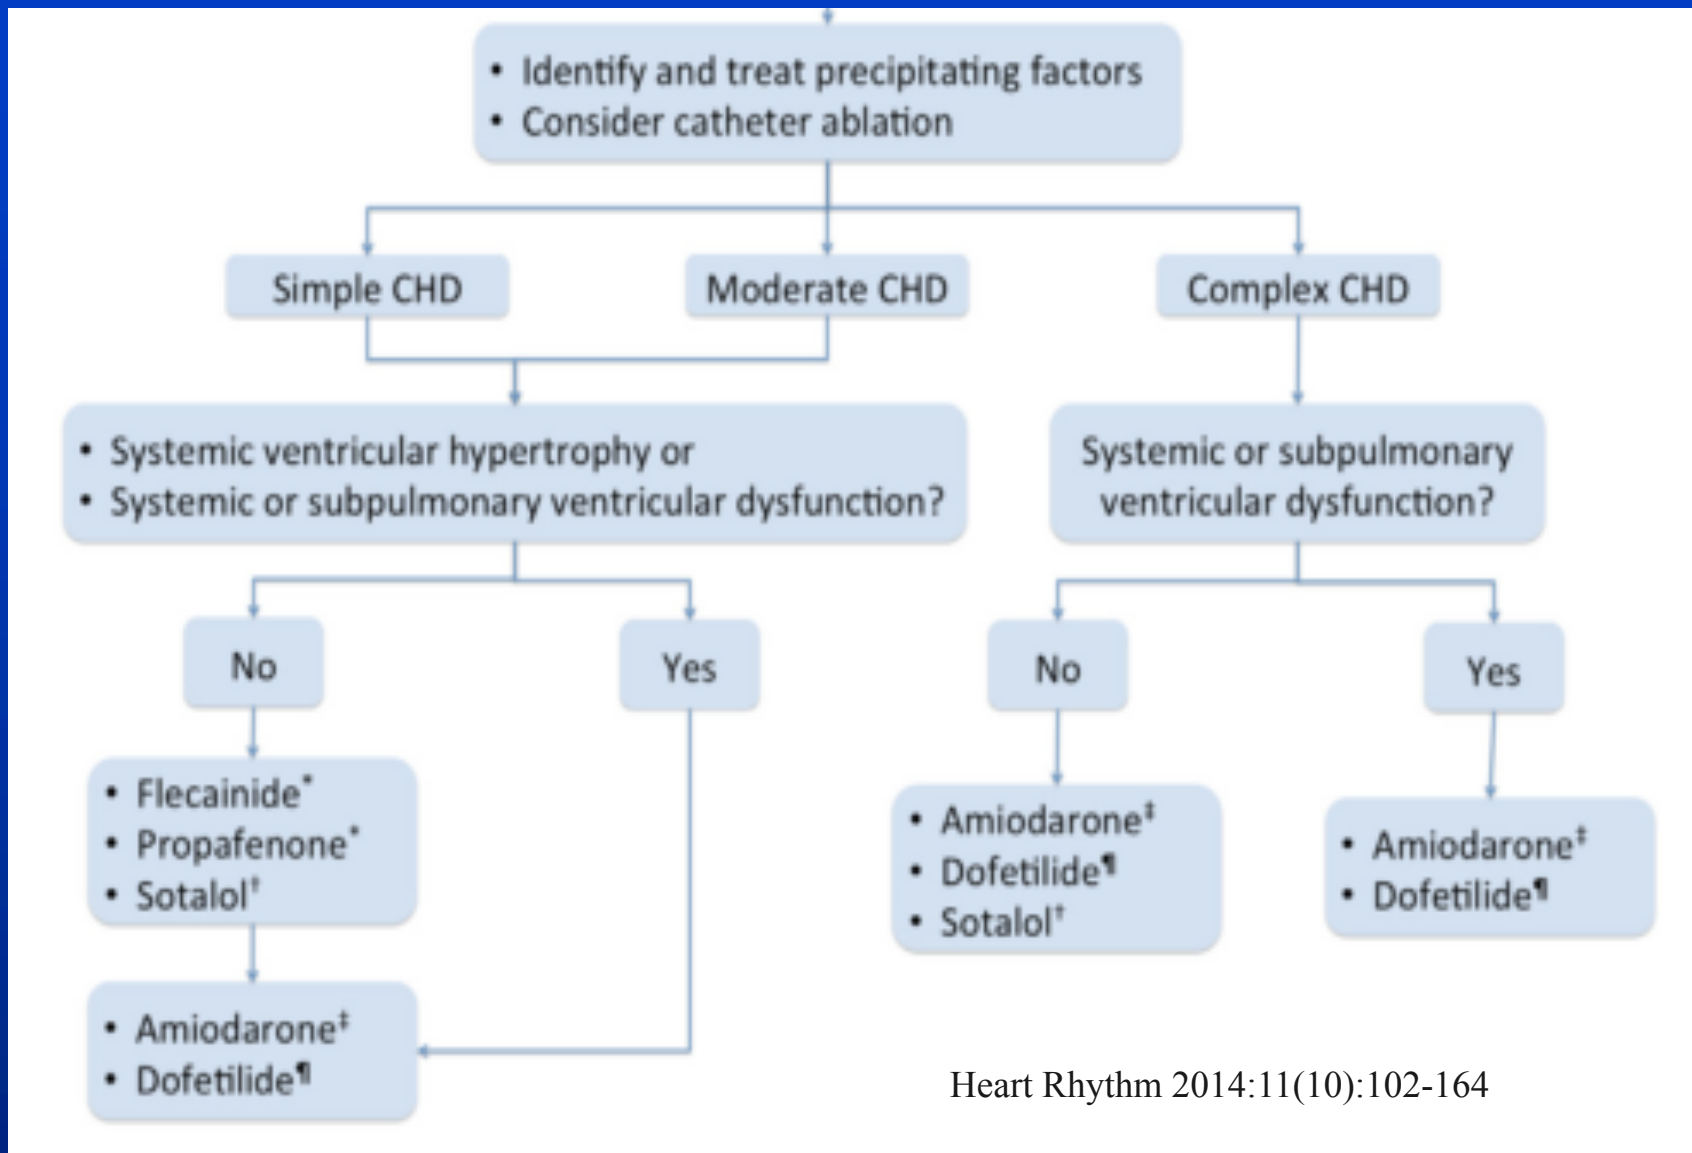 • Identify and treat precipitating factors
• Consider catheter ablation
Simple CHD
Moderate CHD
Complex CHD
• Systemic ventricular hypertrophy or
• Systemic or subpulmonary ventricular dysfunction?
Systemic or subpulmonary
ventricular dysfunction?
No
Yes
No
Yes
• Flecainide*
• Propafenone*
• Sotalol†
• Amiodarone‡
• Dofetilide¶
• Amiodarone‡
• Dofetilide¶
• Sotalol†
• Amiodarone‡
• Dofetilide¶
Heart Rhythm 2014:11(10):102-164